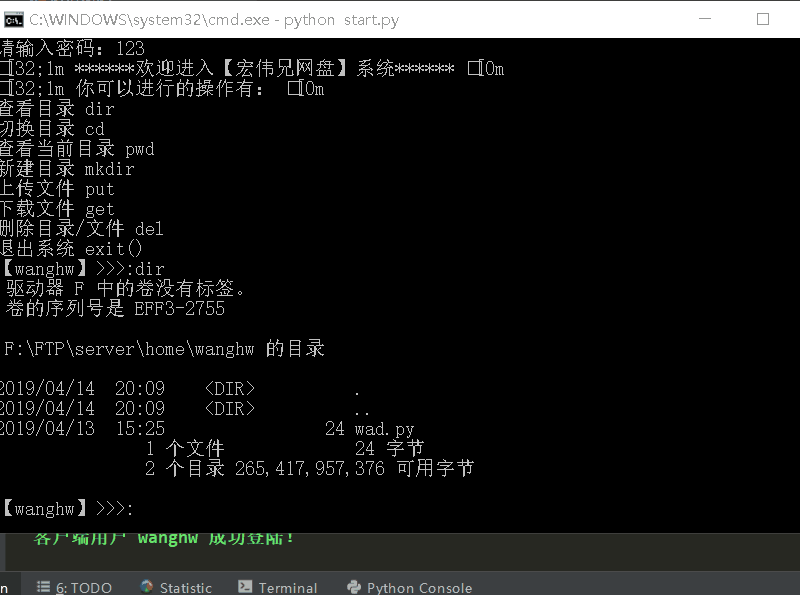 C:\WINDOWS\system32\cmd.exe - python  start.py
请输入密码: 123
[32;1m ******欢迎进入【宏伟兄网盘】系统****** [0m
[32;1m 你可以进行的操作有: [0m
查看目录 dir
切换目录 cd
查看当前目录 pwd
新建目录 mkdir
上传文件 put
下载文件 get
删除目录/文件 del
退出系统 exit()
【wanghw】>>>:dir
驱动器 F 中的卷没有标签。
卷的序列号是 EFF3-2755
F:\FTP\server\home\wanghw 的目录
2019/04/14  20:09    <DIR>          .
2019/04/14  20:09    <DIR>          ..
2019/04/13  15:25                24 wad.py
1 个文件             24 字节
2 个目录 265,417,957,376 可用字节
【wanghw】>>>:
客户端用户 wanghw 成功登陆!
n 6: TODO Statistic Terminal Python Console